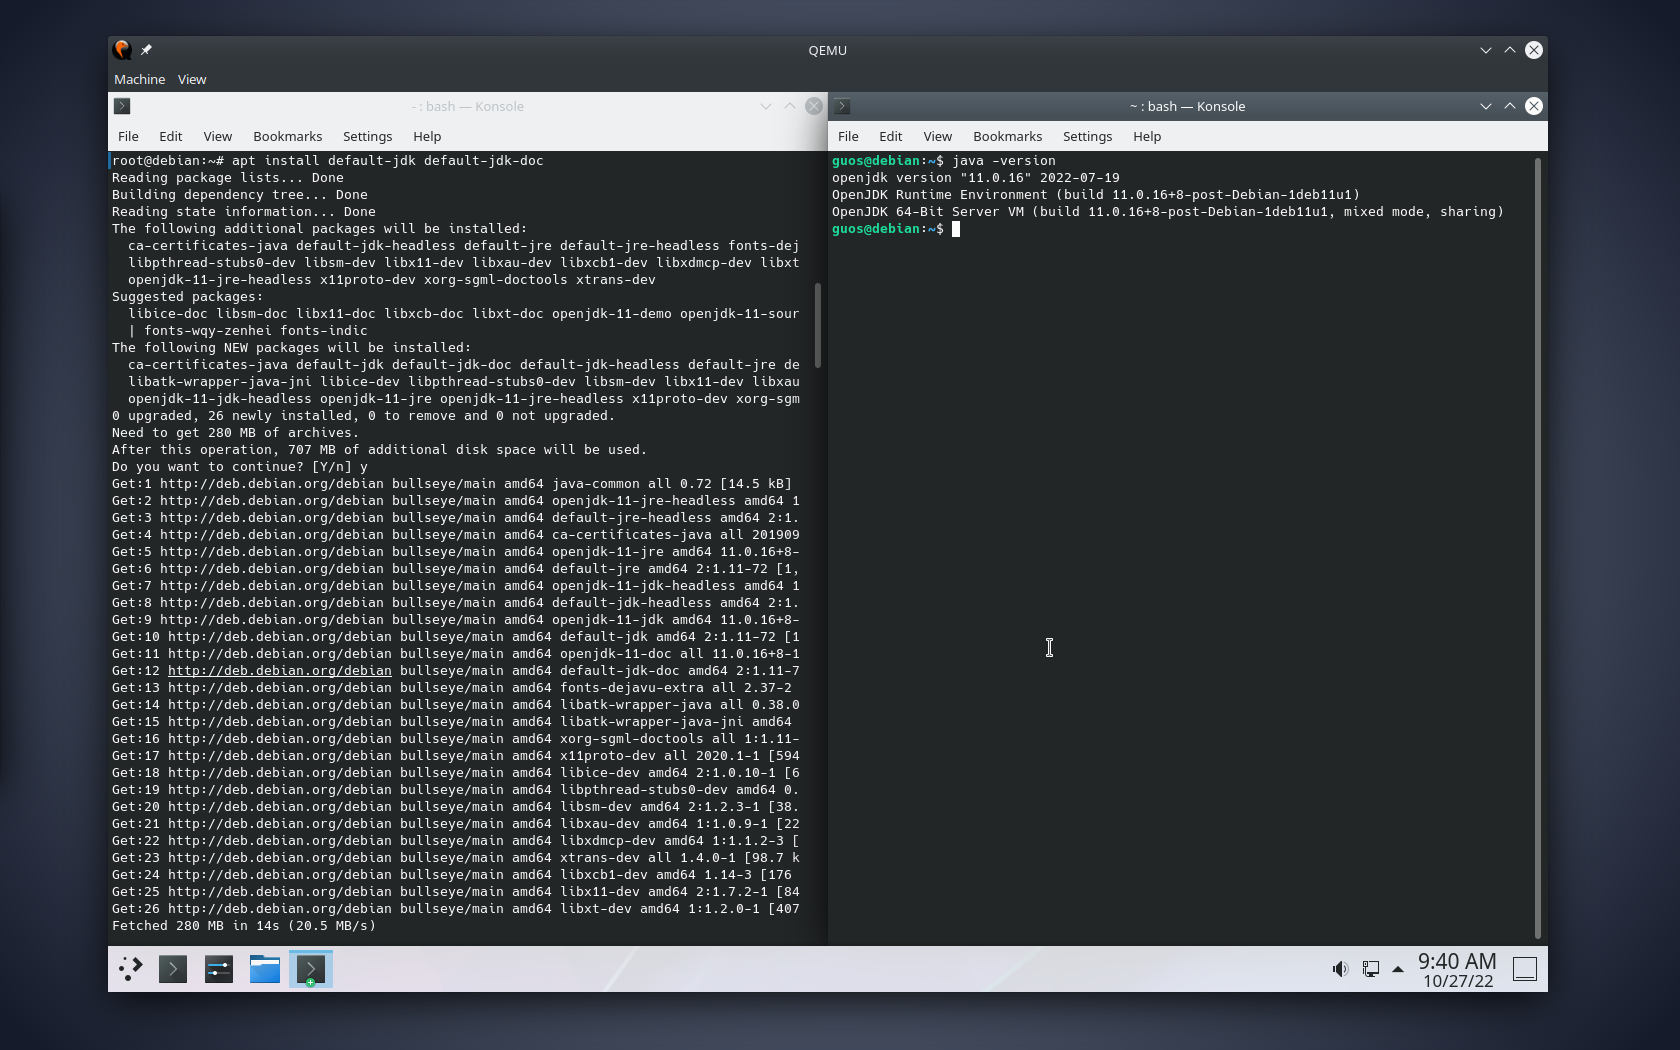 QEMU
Machine View
- : bash — Konsole
File Edit View Bookmarks Settings Help
root@debian:~# apt install default-jdk default-jdk-doc
Reading package lists... Done
Building dependency tree... Done
Reading state information... Done
The following additional packages will be installed:
ca-certificates-java default-jdk-headless default-jre default-jre-headless fonts-dej
libpthread-stubs0-dev libsm-dev libx11-dev libxau-dev libxcb1-dev libxdmcp-dev libxt
openjdk-11-jre-headless x11proto-dev xorg-sgml-doctools xtrans-dev
Suggested packages:
libice-doc libsm-doc libx11-doc libxcb-doc libxt-doc openjdk-11-demo openjdk-11-sour
| fonts-wqy-zenhei fonts-indic
The following NEW packages will be installed:
ca-certificates-java default-jdk default-jdk-doc default-jdk-headless default-jre de
libatk-wrapper-java-jni libice-dev libpthread-stubs0-dev libsm-dev libx11-dev libxau
openjdk-11-jdk-headless openjdk-11-jre openjdk-11-jre-headless x11proto-dev xorg-sgm
0 upgraded, 26 newly installed, 0 to remove and 0 not upgraded.
Need to get 280 MB of archives.
After this operation, 707 MB of additional disk space will be used.
Do you want to continue? [Y/n] y
Get:1 http://deb.debian.org/debian bullseye/main amd64 java-common all 0.72 [14.5 kB]
Get:2 http://deb.debian.org/debian bullseye/main amd64 openjdk-11-jre-headless amd64 1
Get:3 http://deb.debian.org/debian bullseye/main amd64 default-jre-headless amd64 2:1.
Get:4 http://deb.debian.org/debian bullseye/main amd64 ca-certificates-java all 201909
Get:5 http://deb.debian.org/debian bullseye/main amd64 openjdk-11-jre amd64 11.0.16+8-
Get:6 http://deb.debian.org/debian bullseye/main amd64 default-jre amd64 2:1.11-72 [1,
Get:7 http://deb.debian.org/debian bullseye/main amd64 openjdk-11-jdk-headless amd64 1
Get:8 http://deb.debian.org/debian bullseye/main amd64 default-jdk-headless amd64 2:1.
Get:9 http://deb.debian.org/debian bullseye/main amd64 openjdk-11-jdk amd64 11.0.16+8-
Get:10 http://deb.debian.org/debian bullseye/main amd64 default-jdk amd64 2:1.11-72 [1
Get:11 http://deb.debian.org/debian bullseye/main amd64 openjdk-11-doc all 11.0.16+8-1
Get:12 http://deb.debian.org/debian bullseye/main amd64 default-jdk-doc amd64 2:1.11-7
Get:13 http://deb.debian.org/debian bullseye/main amd64 fonts-dejavu-extra all 2.37-2
Get:14 http://deb.debian.org/debian bullseye/main amd64 libatk-wrapper-java all 0.38.0
Get:15 http://deb.debian.org/debian bullseye/main amd64 libatk-wrapper-java-jni amd64
Get:16 http://deb.debian.org/debian bullseye/main amd64 xorg-sgml-doctools all 1:1.11-
Get:17 http://deb.debian.org/debian bullseye/main amd64 x11proto-dev all 2020.1-1 [594
Get:18 http://deb.debian.org/debian bullseye/main amd64 libice-dev amd64 2:1.0.10-1 [6
Get:19 http://deb.debian.org/debian bullseye/main amd64 libpthread-stubs0-dev amd64 0.
Get:20 http://deb.debian.org/debian bullseye/main amd64 libsm-dev amd64 2:1.2.3-1 [38.
Get:21 http://deb.debian.org/debian bullseye/main amd64 libxau-dev amd64 1:1.0.9-1 [22
Get:22 http://deb.debian.org/debian bullseye/main amd64 libxdmcp-dev amd64 1:1.1.2-3 [
Get:23 http://deb.debian.org/debian bullseye/main amd64 xtrans-dev all 1.4.0-1 [98.7 k
Get:24 http://deb.debian.org/debian bullseye/main amd64 libxcb1-dev amd64 1.14-3 [176
Get:25 http://deb.debian.org/debian bullseye/main amd64 libx11-dev amd64 2:1.7.2-1 [84
Get:26 http://deb.debian.org/debian bullseye/main amd64 libxt-dev amd64 1:1.2.0-1 [407
Fetched 280 MB in 14s (20.5 MB/s)
~ : bash — Konsole
File Edit View Bookmarks Settings Help
guos@debian:~$ java -version
openjdk version "11.0.16" 2022-07-19
OpenJDK Runtime Environment (build 11.0.16+8-post-Debian-1deb11u1)
OpenJDK 64-Bit Server VM (build 11.0.16+8-post-Debian-1deb11u1, mixed mode, sharing)
guos@debian:~$
9:40 AM
10/27/22